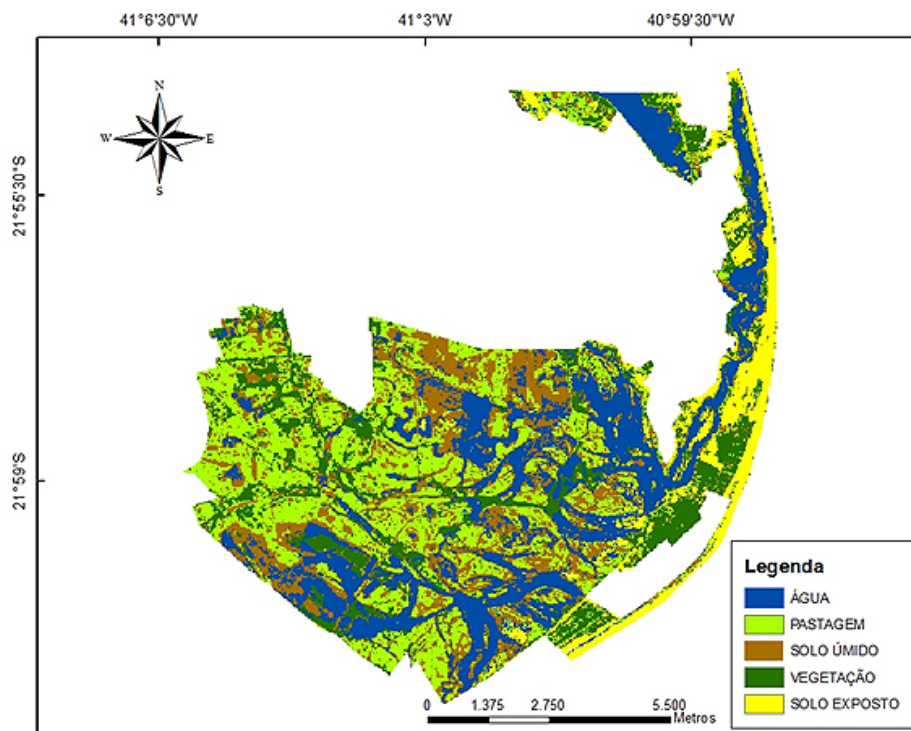 41°6'30"W 41°3'W 40°59'30"W
N
W E
S
21°55'30"S
21°59'S
Legenda
ÁGUA
PASTAGEM
SOLO ÚMIDO
VEGETAÇÃO
SOLO EXPOSTO
0 1.375 2.750 5.500
Metros